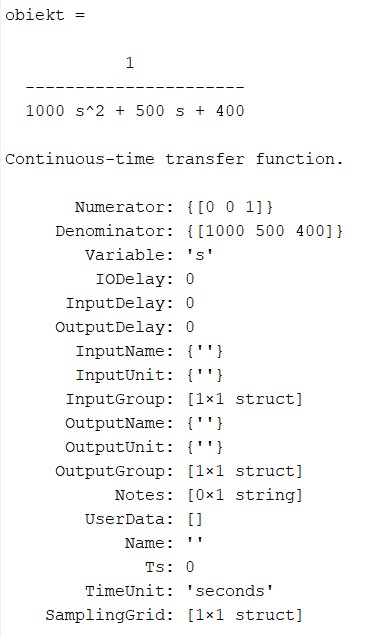 obiekt =
1
----------------------
1000 s^2 + 500 s + 400
Continuous-time transfer function.
Numerator: {[0 0 1]}
Denominator: {[1000 500 400]}
Variable: 's'
IODelay: 0
InputDelay: 0
OutputDelay: 0
InputName: {''}
InputUnit: {''}
InputGroup: [1×1 struct]
OutputName: {''}
OutputUnit: {''}
OutputGroup: [1×1 struct]
Notes: [0×1 string]
UserData: []
Name: ''
Ts: 0
TimeUnit: 'seconds'
SamplingGrid: [1×1 struct]